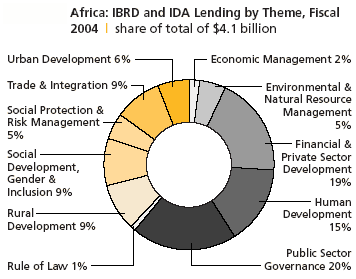 Africa: IBRD and IDA Lending by Theme, Fiscal
2004 | share of total of $4.1 billion
Urban Development 6%
Economic Management 2%
Trade & Integration 9%
Environmental &
Natural Resource
Management
5%
Social Protection &
Risk Management
5%
Financial &
Private Sector
Development
19%
Social
Development,
Gender &
Inclusion 9%
Human
Development
15%
Rural
Development 9%
Public Sector
Governance 20%
Rule of Law 1%